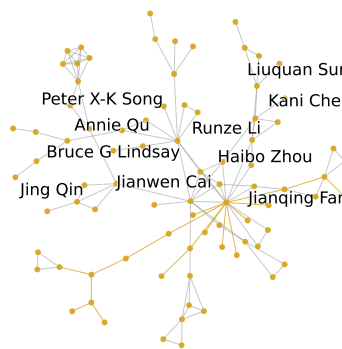 Liuquan Sun
Peter X-K Song
Kani Che
Annie Qu
Runze Li
Bruce G Lindsay
Haibo Zhou
Jianwen Cai
Jing Qin
Jianqing Fan